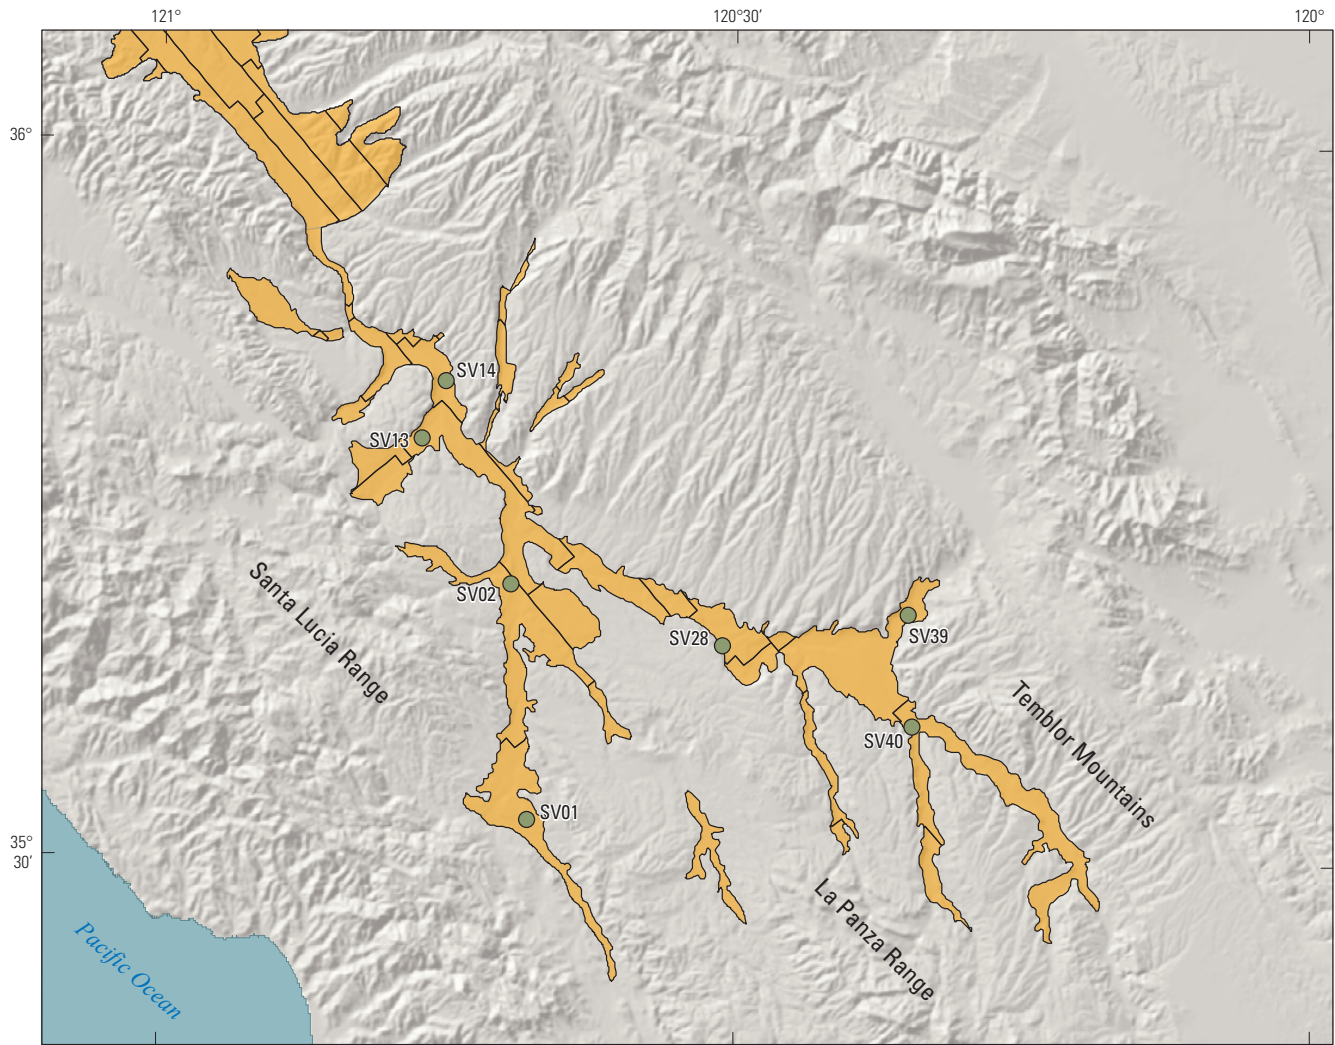 121°
120°30'
120°
36°
SV14
SV13
Santa Lucia Range
SV02
SV28
SV39
Temblor Mountains
SV40
SV01
35°
30'
La Panza Range
Pacific Ocean